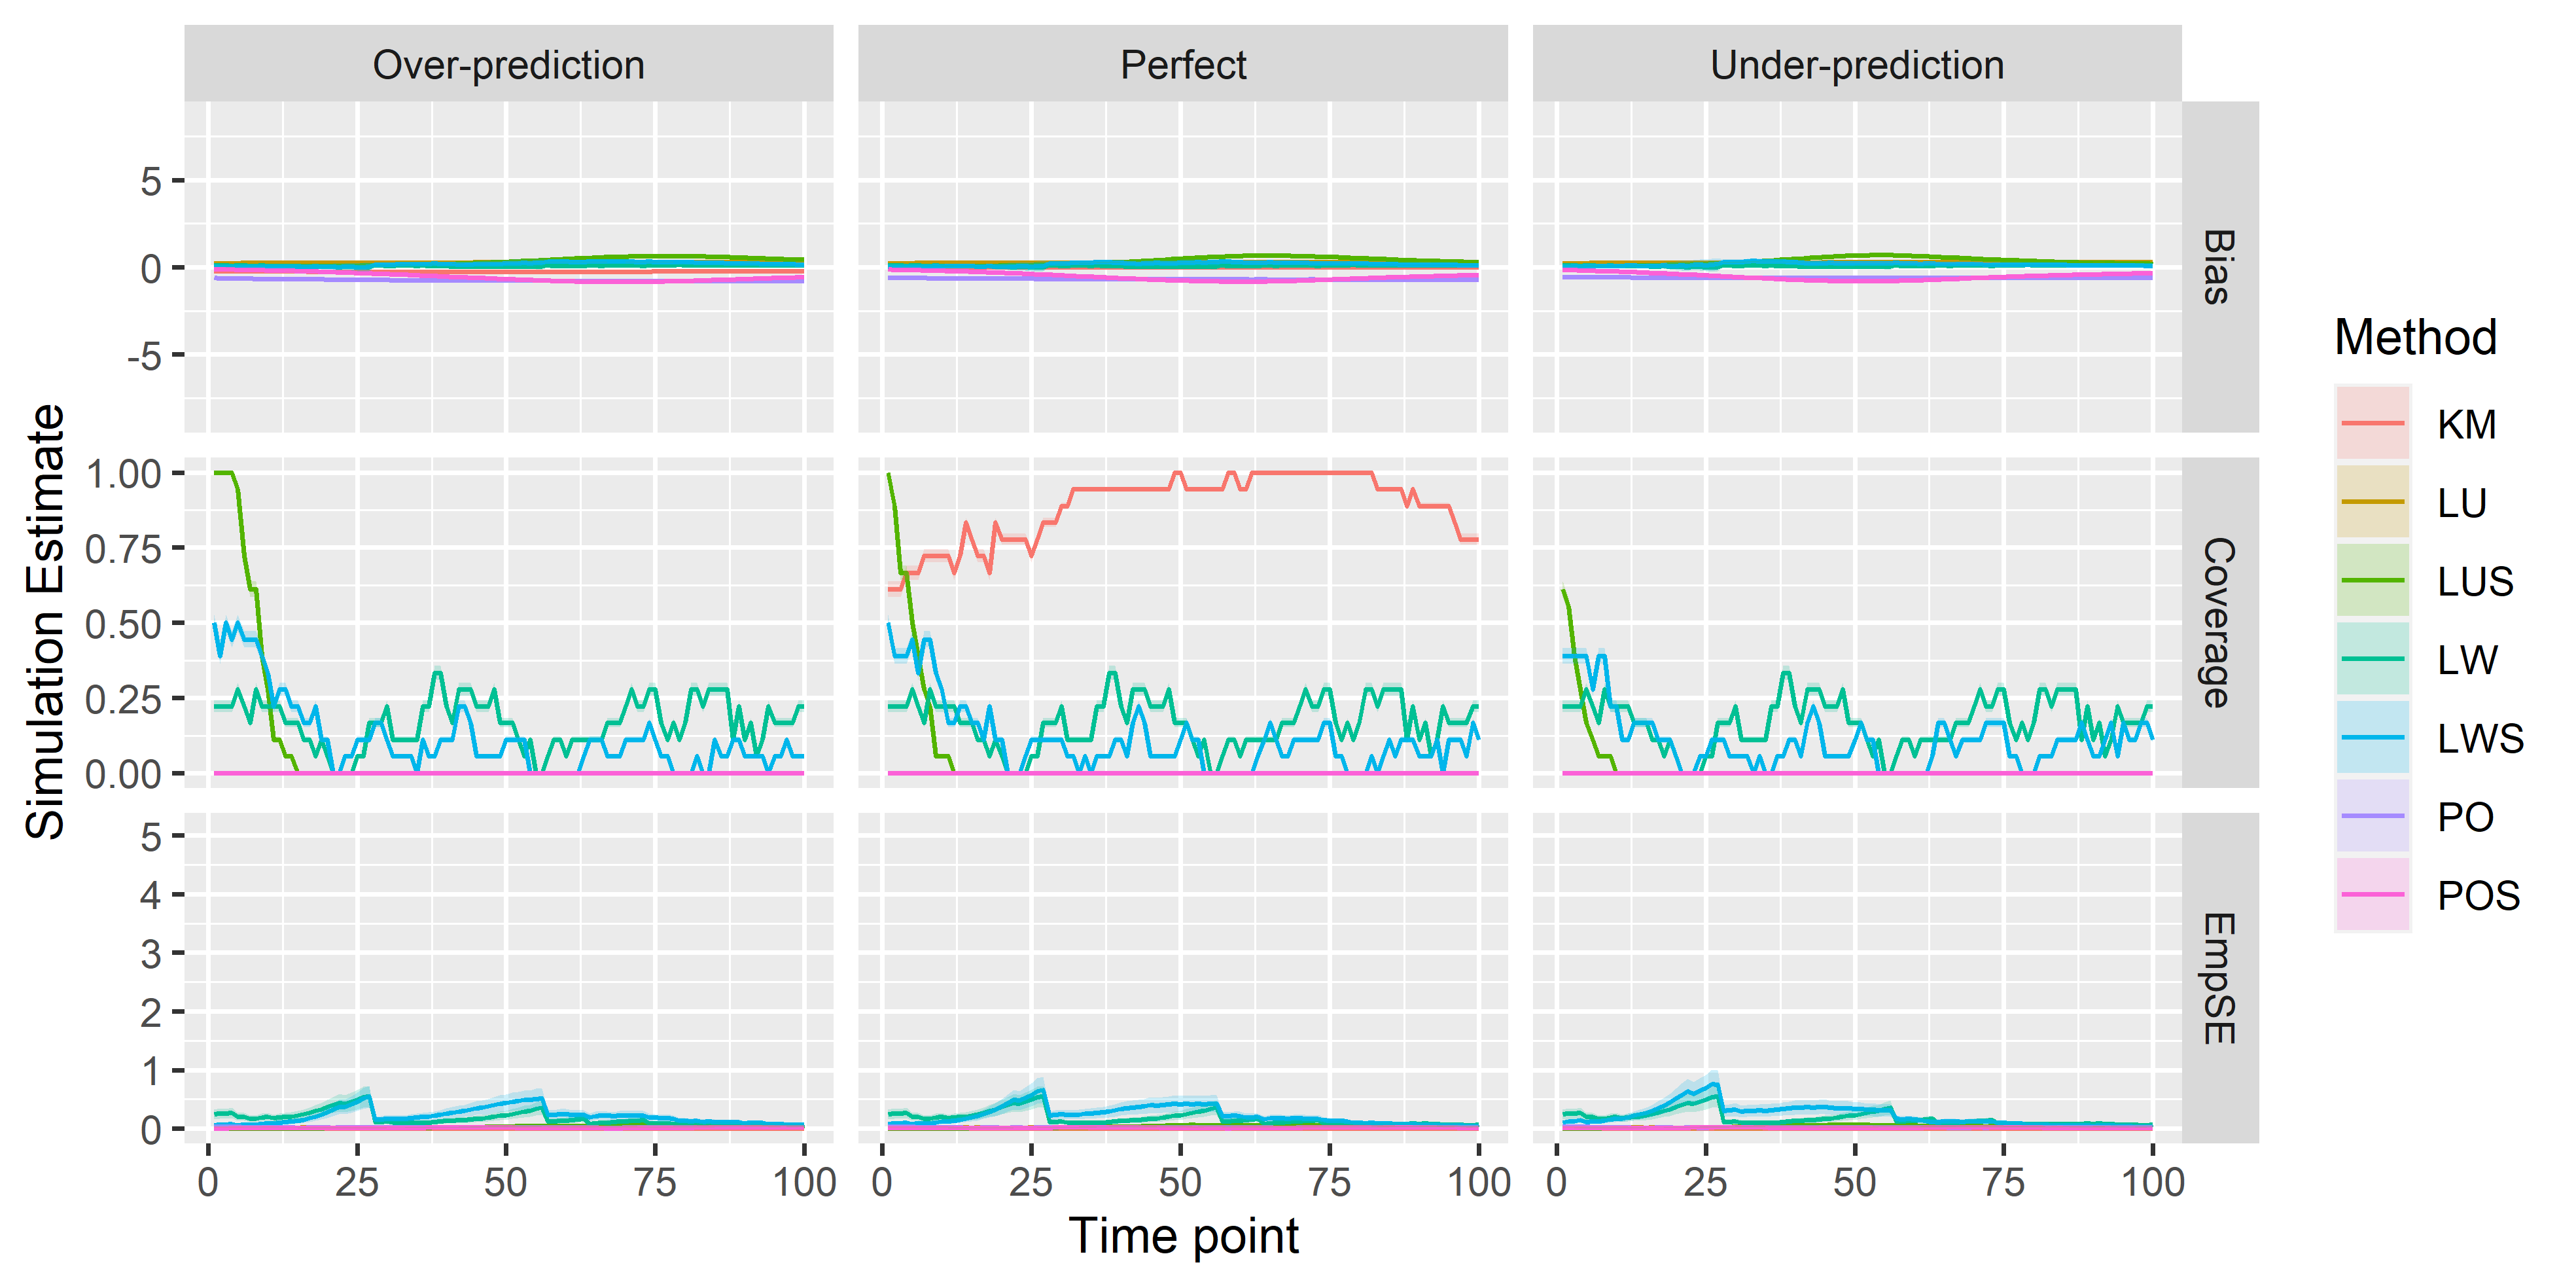 Over-prediction
Perfect
Under-prediction
5
0
-5
Bias
1.00
0.75
0.50
0.25
0.00
Coverage
5
4
3
2
1
0
EmpSE
0 25 50 75 100
0 25 50 75 100
0 25 50 75 100
Time point
Simulation Estimate
Method
KM
LU
LUS
LW
LWS
PO
POS